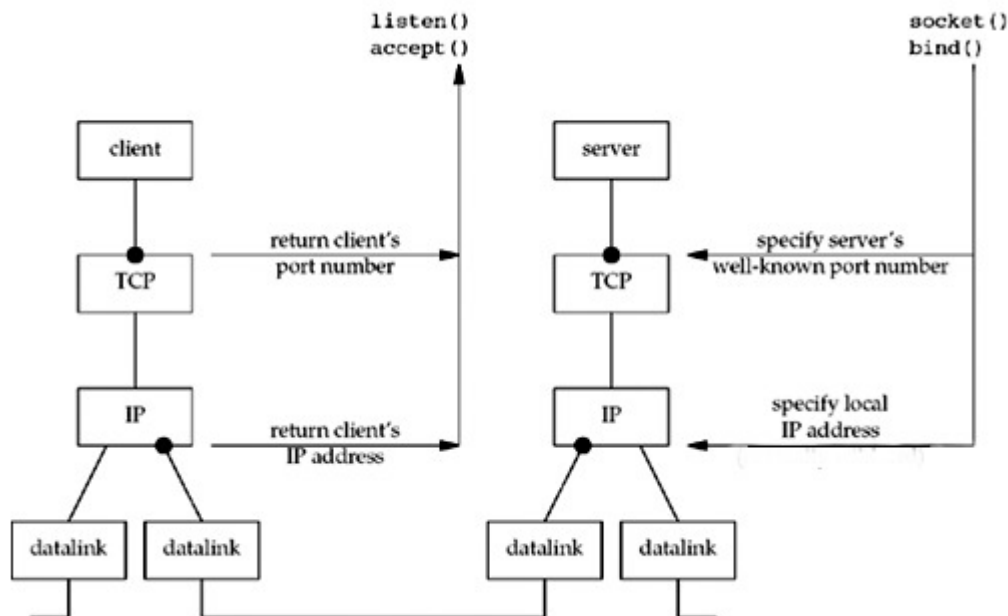 listen()
accept()
socket()
bind()
client
server
return client's
port number
specify server's
well-known port number
TCP
TCP
IP
IP
return client's
IP address
specify local
IP address
datalink
datalink
datalink
datalink